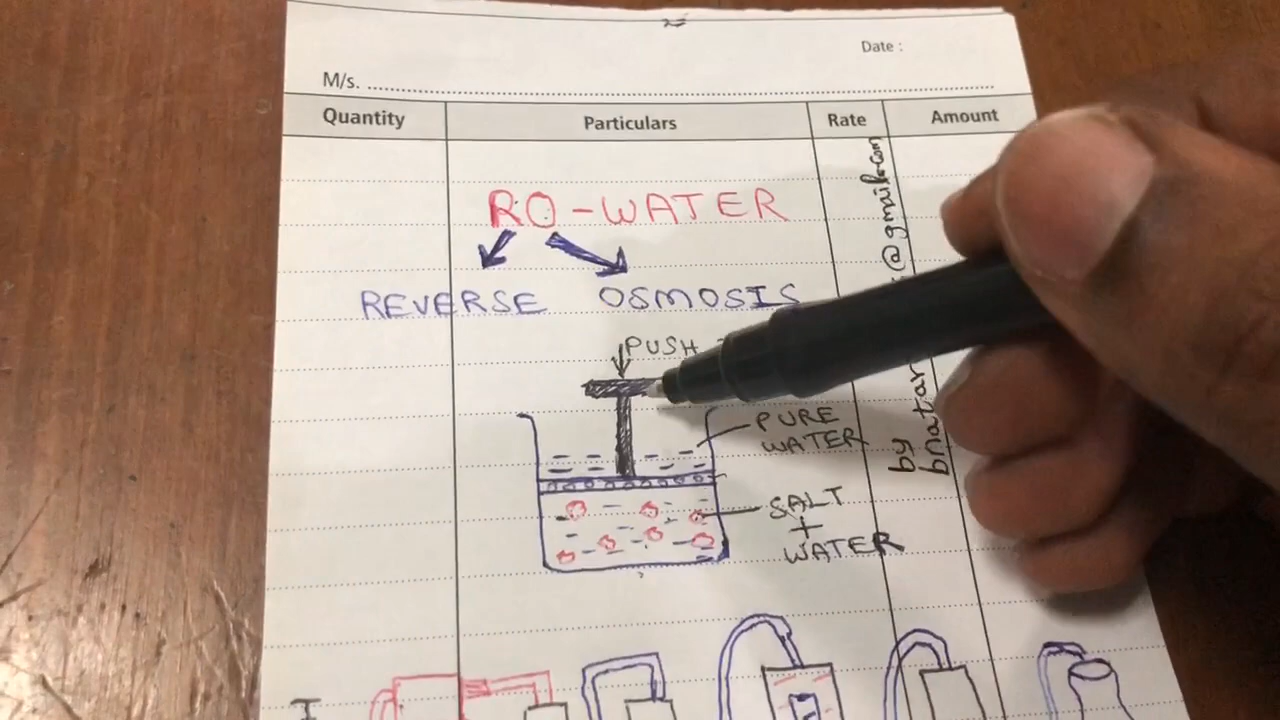 Date :
M/s.
Quantity Particulars Rate Amount
RO-WATER
REVERSE OSMOSIS
PUSH
PURE
WATER
SALT
+
WATER
by
@gmail.com